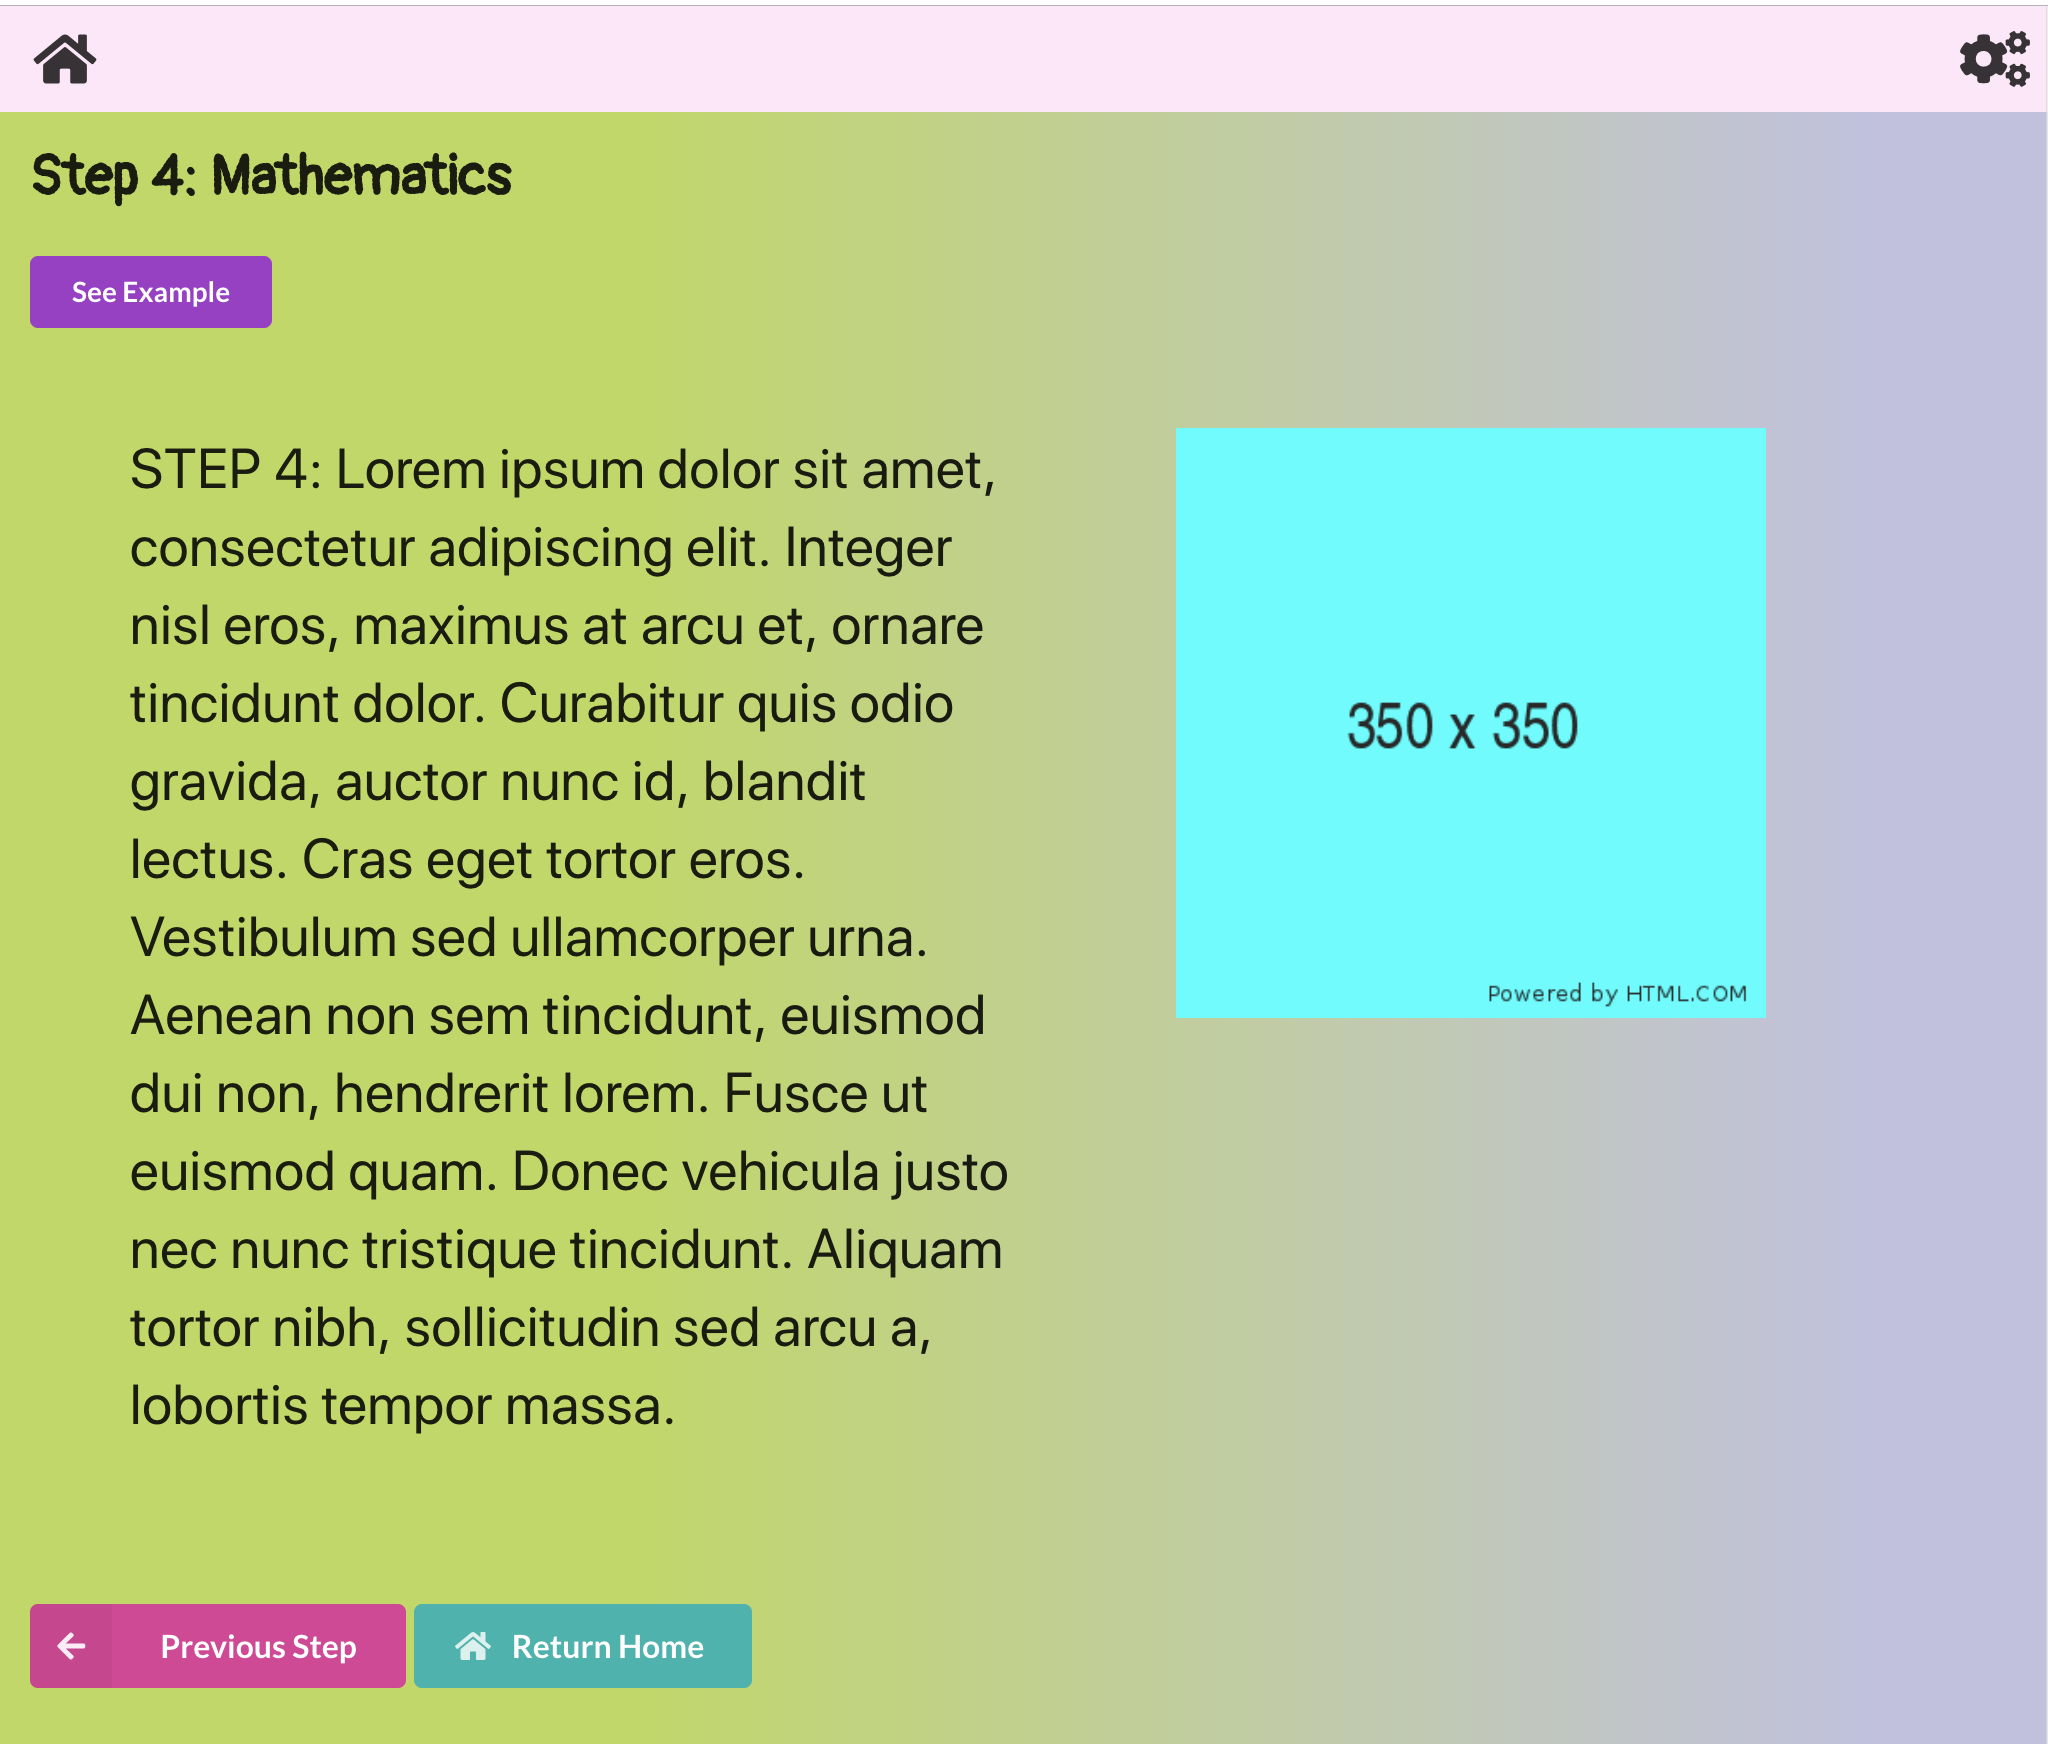 Step 4: Mathematics
See Example
STEP 4: Lorem ipsum dolor sit amet,
consectetur adipiscing elit. Integer
nisl eros, maximus at arcu et, ornare
tincidunt dolor. Curabitur quis odio
gravida, auctor nunc id, blandit
lectus. Cras eget tortor eros.
Vestibulum sed ullamcorper urna.
Aenean non sem tincidunt, euismod
dui non, hendrerit lorem. Fusce ut
euismod quam. Donec vehicula justo
nec nunc tristique tincidunt. Aliquam
tortor nibh, sollicitudin sed arcu a,
lobortis tempor massa.
350 x 350
Powered by HTML.COM
Previous Step
Return Home